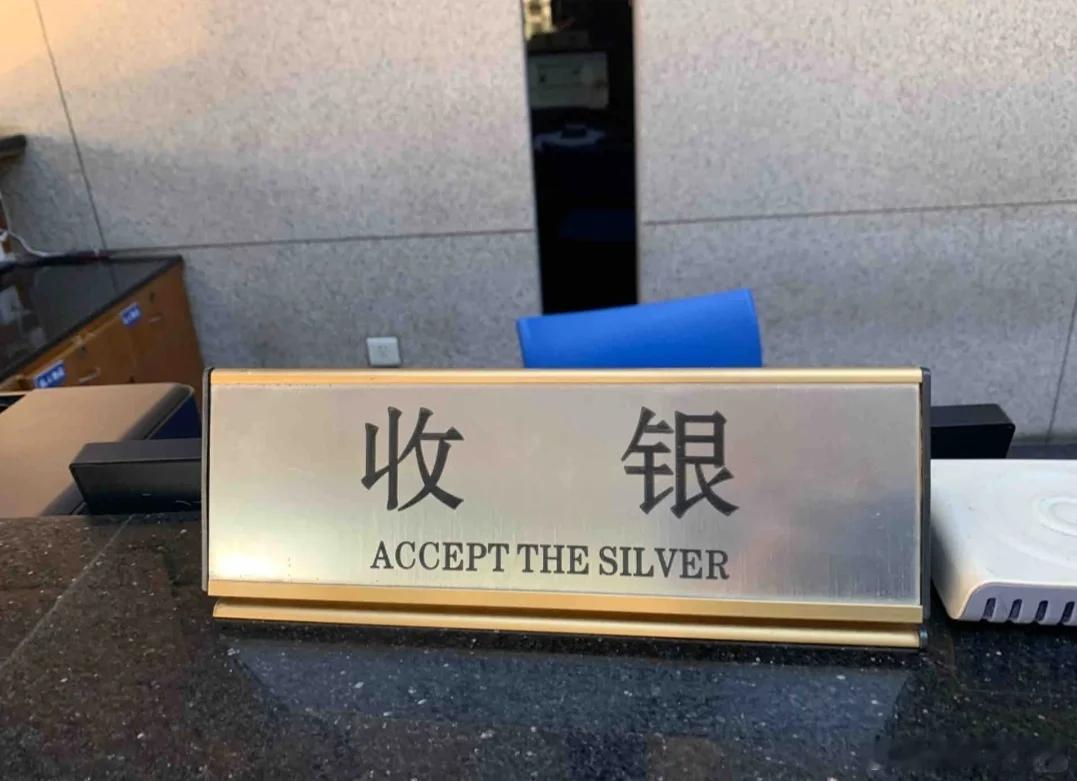 收 银
ACCEPT THE SILVER